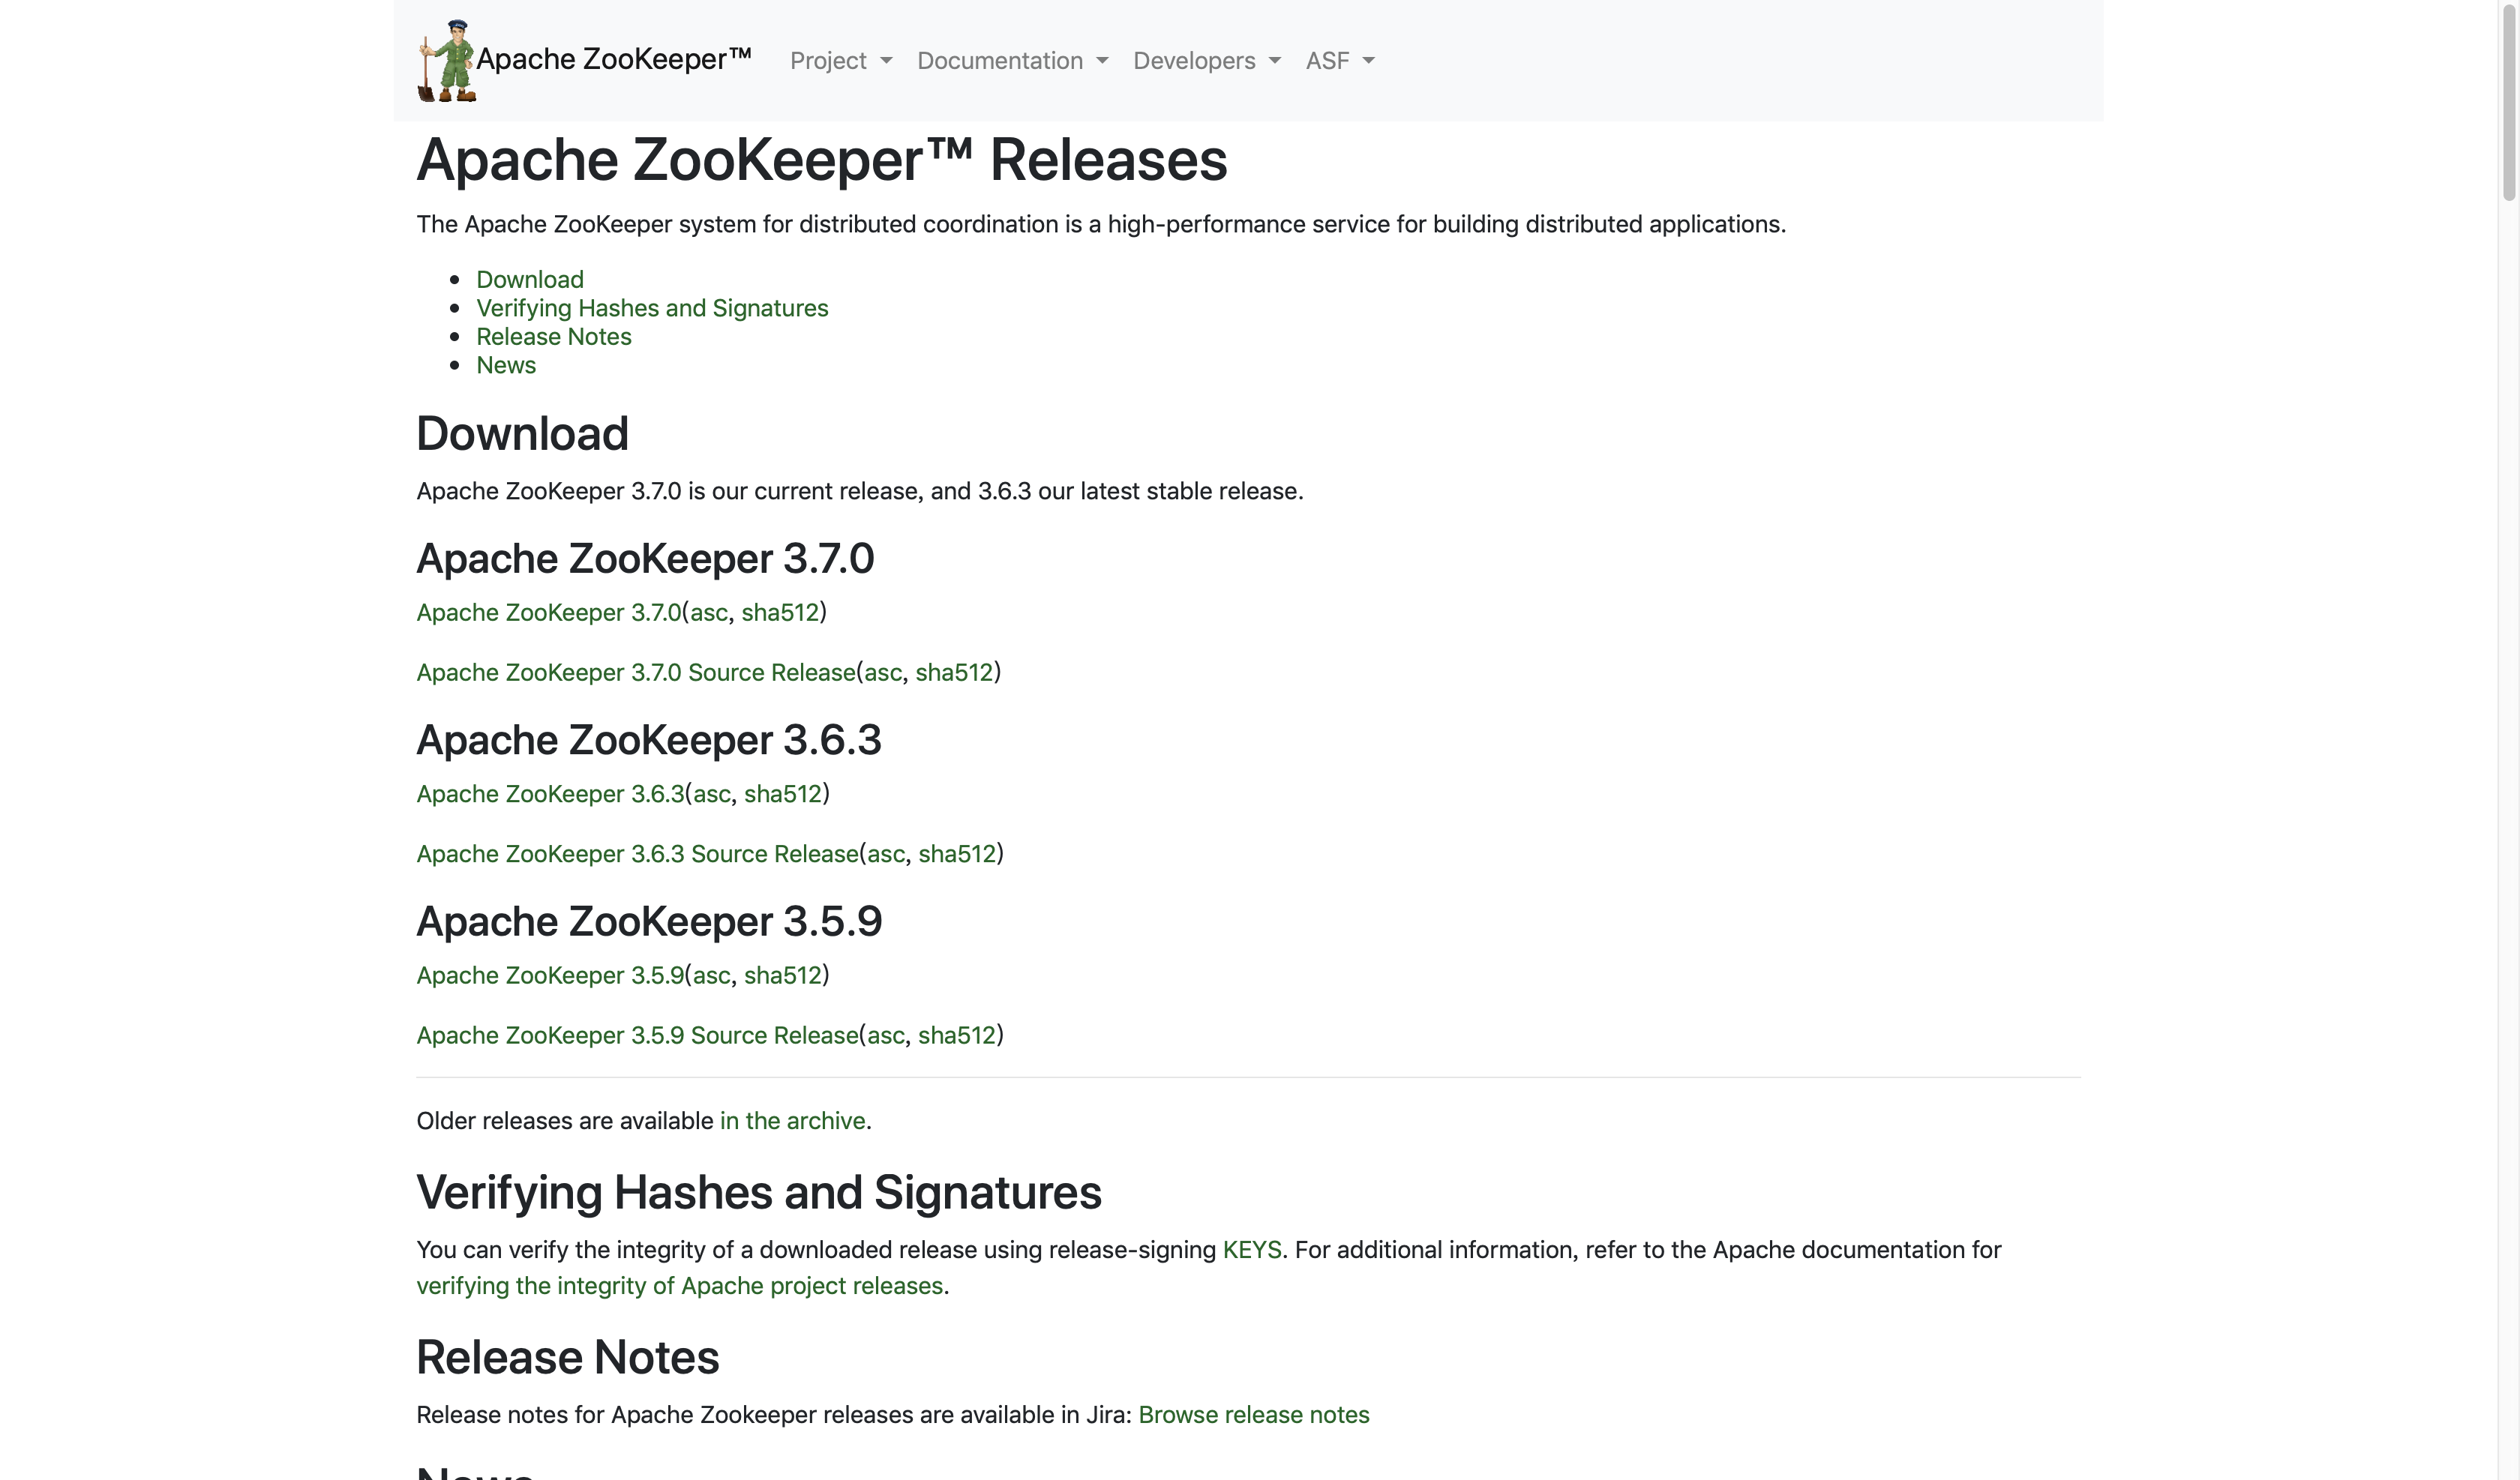 Apache ZooKeeper™ Project Documentation Developers ASF
Apache ZooKeeper™ Releases
The Apache ZooKeeper system for distributed coordination is a high-performance service for building distributed applications.
Download
Verifying Hashes and Signatures
Release Notes
News
Download
Apache ZooKeeper 3.7.0 is our current release, and 3.6.3 our latest stable release.
Apache ZooKeeper 3.7.0
Apache ZooKeeper 3.7.0(asc, sha512)
Apache ZooKeeper 3.7.0 Source Release(asc, sha512)
Apache ZooKeeper 3.6.3
Apache ZooKeeper 3.6.3(asc, sha512)
Apache ZooKeeper 3.6.3 Source Release(asc, sha512)
Apache ZooKeeper 3.5.9
Apache ZooKeeper 3.5.9(asc, sha512)
Apache ZooKeeper 3.5.9 Source Release(asc, sha512)
Older releases are available in the archive.
Verifying Hashes and Signatures
You can verify the integrity of a downloaded release using release-signing KEYS. For additional information, refer to the Apache documentation for
verifying the integrity of Apache project releases.
Release Notes
Release notes for Apache Zookeeper releases are available in Jira: Browse release notes
News